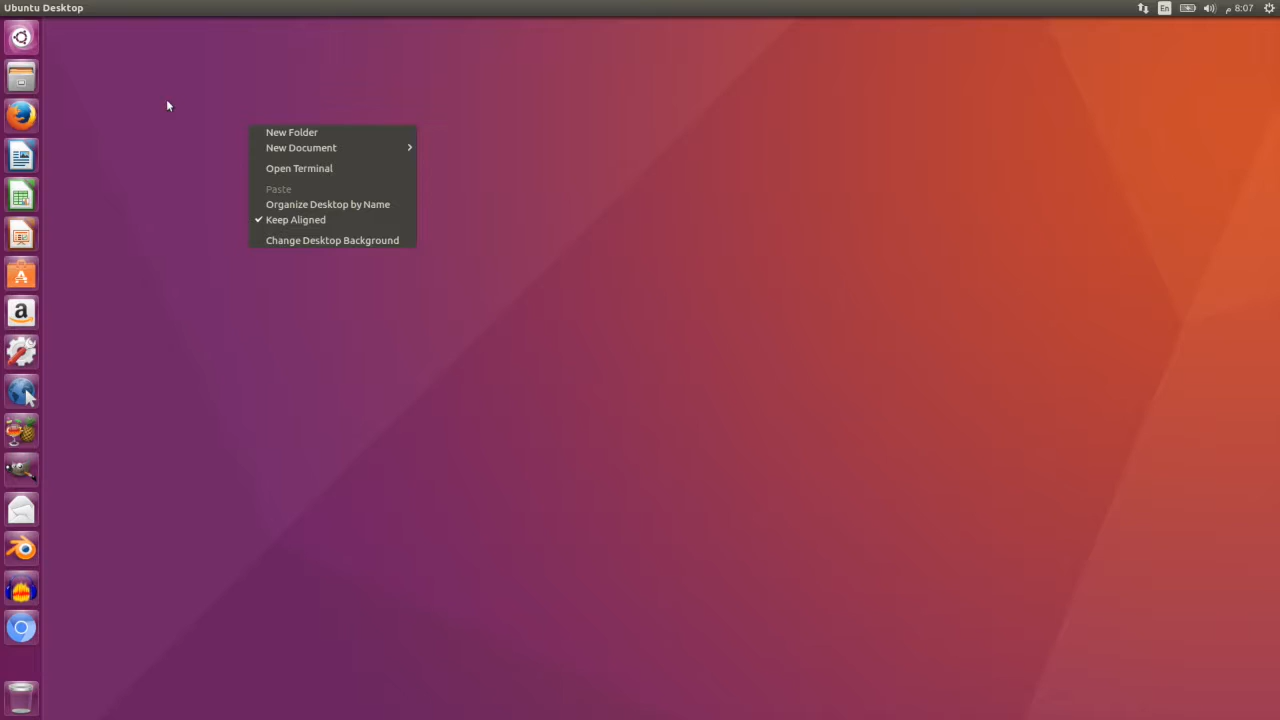 Ubuntu Desktop
En
م 8:07
New Folder
New Document
Open Terminal
Paste
Organize Desktop by Name
Keep Aligned
Change Desktop Background